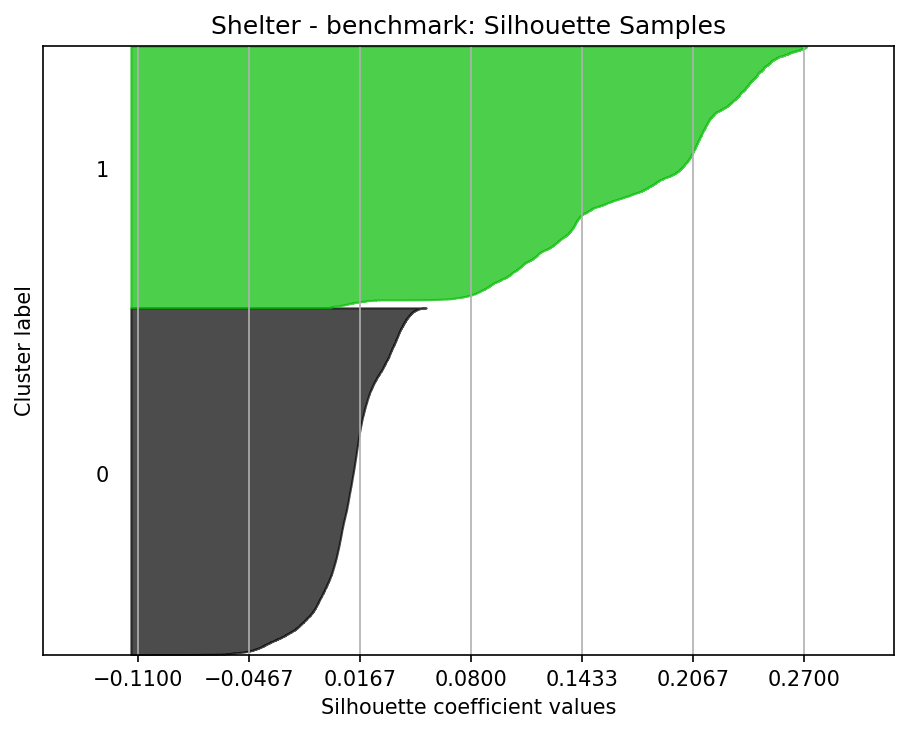 Shelter - benchmark: Silhouette Samples
1
0
Cluster label
−0.1100 −0.0467 0.0167 0.0800 0.1433 0.2067 0.2700
Silhouette coefficient values